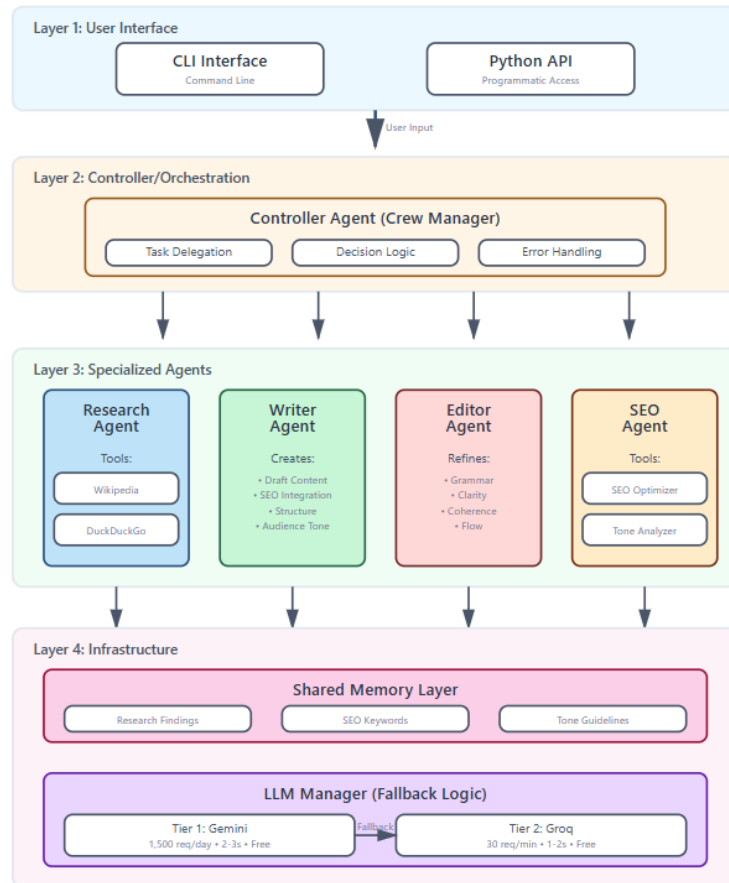 Layer 1: User Interface
CLI Interface
Command Line
Python API
Programmatic Access
User Input
Layer 2: Controller/Orchestration
Controller Agent (Crew Manager)
Task Delegation
Decision Logic
Error Handling
Layer 3: Specialized Agents
Research
Agent
Tools:
Wikipedia
DuckDuckGo
Writer
Agent
Creates:
• Draft Content
• SEO Integration
• Structure
• Audience Tone
Editor
Agent
Refines:
• Grammar
• Clarity
• Coherence
• Flow
SEO
Agent
Tools:
SEO Optimizer
Tone Analyzer
Layer 4: Infrastructure
Shared Memory Layer
Research Findings
SEO Keywords
Tone Guidelines
LLM Manager (Fallback Logic)
Tier 1: Gemini
1,500 req/day • 2-3s • Free
Fallback
Tier 2: Groq
30 req/min • 1-2s • Free